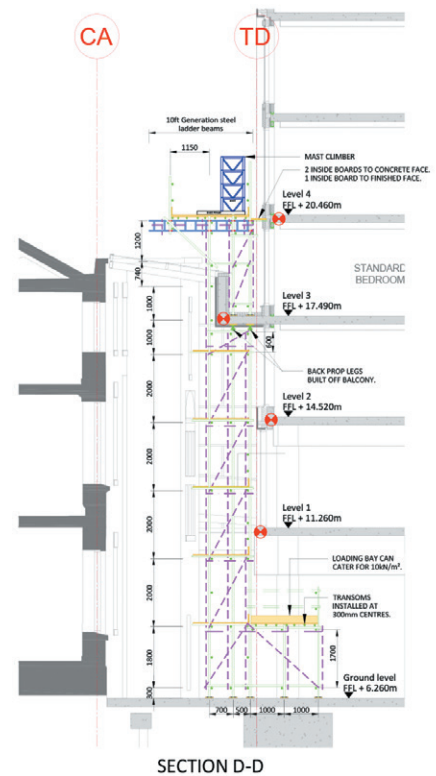 CA
TD
10ft Generation steel
ladder beams
1150
MAST CLIMBER
2 INSIDE BOARDS TO CONCRETE FACE.
1 INSIDE BOARD TO FINISHED FACE.
Level 4
FFL + 20.460m
1200
740
STANDARD
BEDROOM
1000
Level 3
FFL + 17.490m
1000
600
BACK PROP LEGS
BUILT OFF BALCONY.
2000
Level 2
FFL + 14.520m
2000
2000
Level 1
FFL + 11.260m
2000
LOADING BAY CAN
CATER FOR 10kN/m².
TRANSOMS
INSTALLED AT
300mm CENTRES.
1800
1700
300
Ground level
FFL + 6.260m
700
500
1000
1000
SECTION D-D